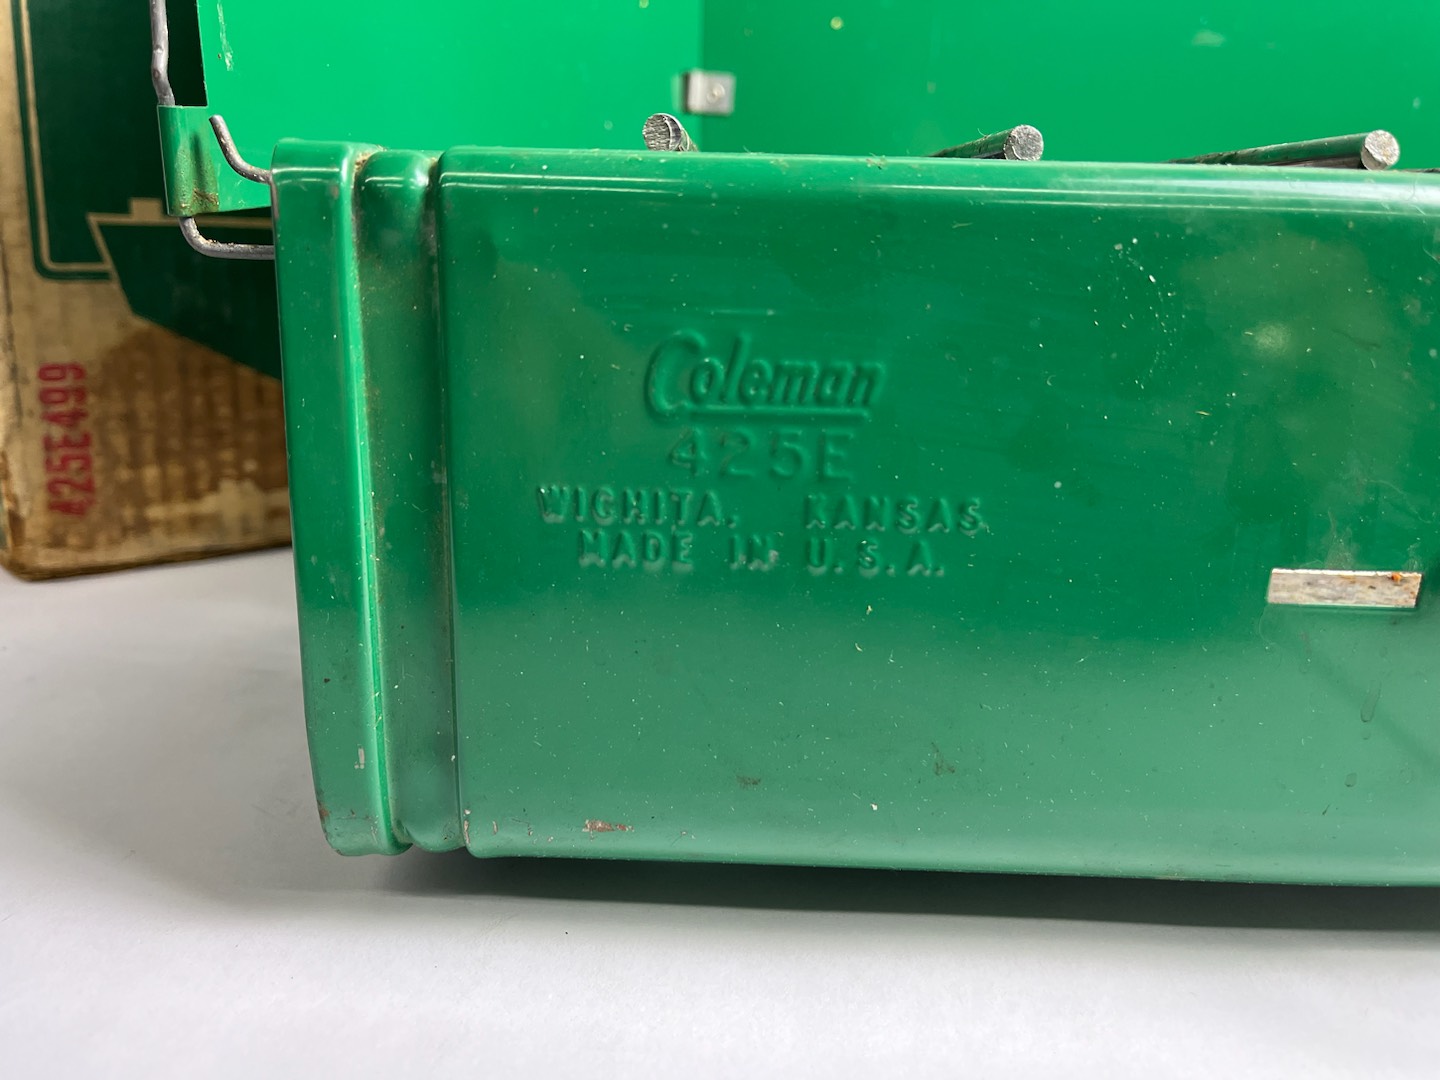 Coleman
425E
WICHITA, KANSAS
MADE IN U.S.A.
425E499